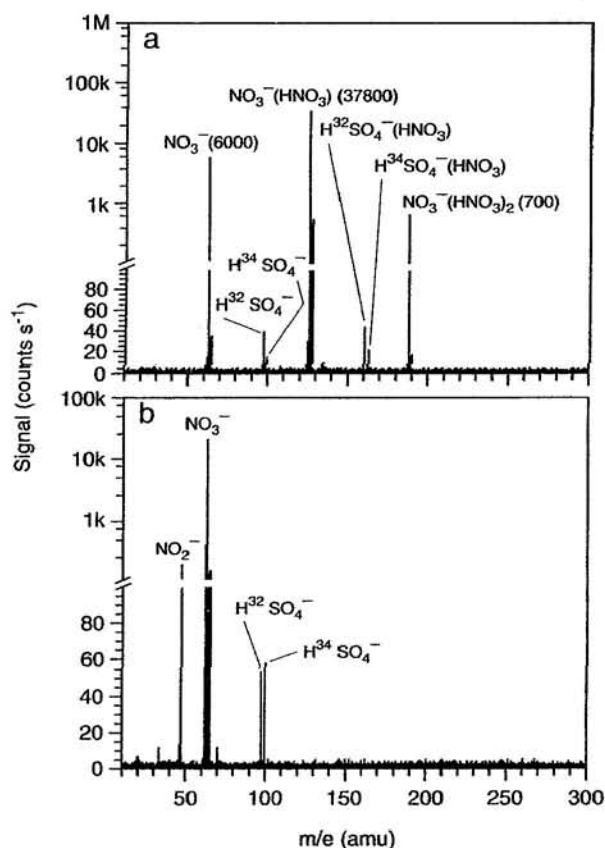 1M
a
100k
NO₃⁻(HNO₃) (37800)
10k
H³²SO₄⁻(HNO₃)
NO₃⁻(6000)
H³⁴SO₄⁻(HNO₃)
1k
NO₃⁻(HNO₃)₂ (700)
H³⁴ SO₄⁻
80
H³² SO₄⁻
60
40
20
0
Signal (counts s⁻¹)
100k
b
NO₃⁻
10k
1k
NO₂⁻
80
H³² SO₄⁻
60
H³⁴ SO₄⁻
40
20
0
50 100 150 200 250 300
m/e (amu)